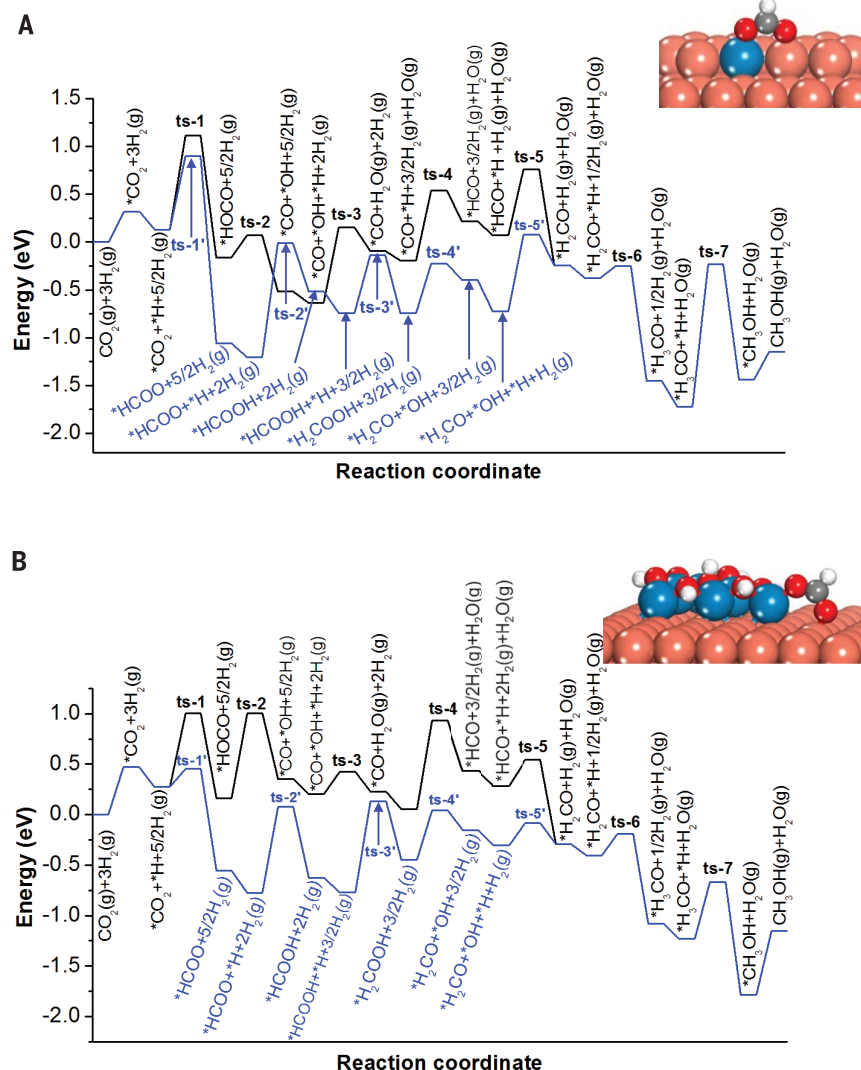 A
1.5
1.0
0.5
0.0
-0.5
-1.0
-1.5
-2.0
Energy (eV)
CO2(g)+3H2(g)
*CO2+3H2(g)
*CO2+*H+5/2H2(g)
ts-1
ts-1'
*HOCO+5/2H2(g)
ts-2
*CO+*OH+5/2H2(g)
ts-2'
*CO+*OH+*H+2H2(g)
ts-3
*CO+H2O(g)+2H2(g)
ts-3'
*CO+*H+3/2H2(g)+H2O(g)
ts-4
ts-4'
*HCO+3/2H2(g)+H2O(g)
*HCO+*H+H2(g)+H2O(g)
ts-5
ts-5'
*H2CO+H2(g)+H2O(g)
*H2CO+*H+1/2H2(g)+H2O(g)
ts-6
*H3CO+1/2H2(g)+H2O(g)
*H3CO+*H+H2O(g)
ts-7
*CH3OH+H2O(g)
CH3OH(g)+H2O(g)
*HCOO+5/2H2(g)
*HCOO+*H+2H2(g)
*HCOOH+2H2(g)
*HCOOH+*H+3/2H2(g)
*H2COOH+3/2H2(g)
*H2CO+*OH+3/2H2(g)
*H2CO+*OH+*H+H2(g)
Reaction coordinate
B
1.0
0.5
0.0
-0.5
-1.0
-1.5
-2.0
Energy (eV)
CO2(g)+3H2(g)
*CO2+3H2(g)
*CO2+*H+5/2H2(g)
ts-1
ts-1'
*HOCO+5/2H2(g)
ts-2
ts-2'
*CO+*OH+5/2H2(g)
*CO+*OH+*H+2H2(g)
ts-3
*CO+H2O(g)+2H2(g)
ts-3'
ts-4
ts-4'
*HCO+3/2H2(g)+H2O(g)
*HCO+*H+2H2(g)+H2O(g)
ts-5
ts-5'
*H2CO+H2(g)+H2O(g)
*H2CO+*H+1/2H2(g)+H2O(g)
ts-6
*H3CO+1/2H2(g)+H2O(g)
*H3CO+*H+H2O(g)
ts-7
*CH3OH+H2O(g)
CH3OH(g)+H2O(g)
*HCOO+5/2H2(g)
*HCOO+*H+2H2(g)
*HCOOH+2H2(g)
*HCOOH+*H+3/2H2(g)
*H2COOH+3/2H2(g)
*H2CO+*OH+3/2H2(g)
*H2CO+*OH+*H+H2(g)
Reaction coordinate